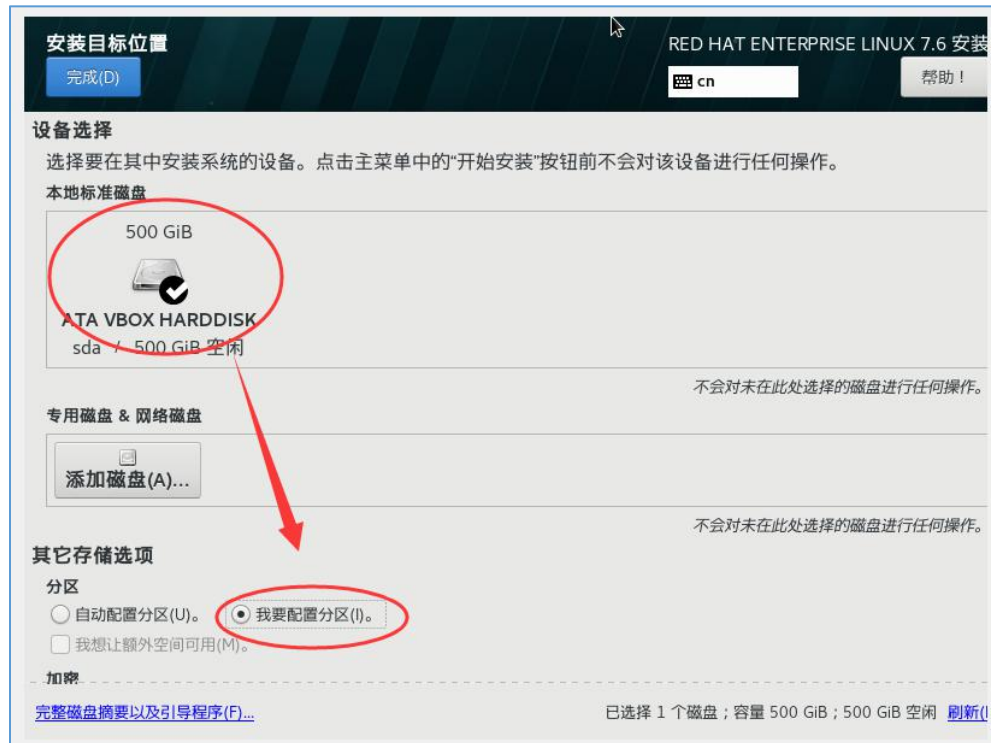 安装目标位置
RED HAT ENTERPRISE LINUX 7.6 安装
完成(D)
cn
帮助！
设备选择
选择要在其中安装系统的设备。点击主菜单中的“开始安装”按钮前不会对该设备进行任何操作。
本地标准磁盘
500 GiB
ATA VBOX HARDDISK
sda / 500 GiB 空闲
不会对未在此处选择的磁盘进行任何操作。
专用磁盘 & 网络磁盘
添加磁盘(A)...
不会对未在此处选择的磁盘进行任何操作。
其它存储选项
分区
自动配置分区(U)。
我要配置分区(I)。
我想让额外空间可用(M)。
加密
完整磁盘摘要以及引导程序(F)...
已选择 1 个磁盘；容量 500 GiB；500 GiB 空闲
刷新(